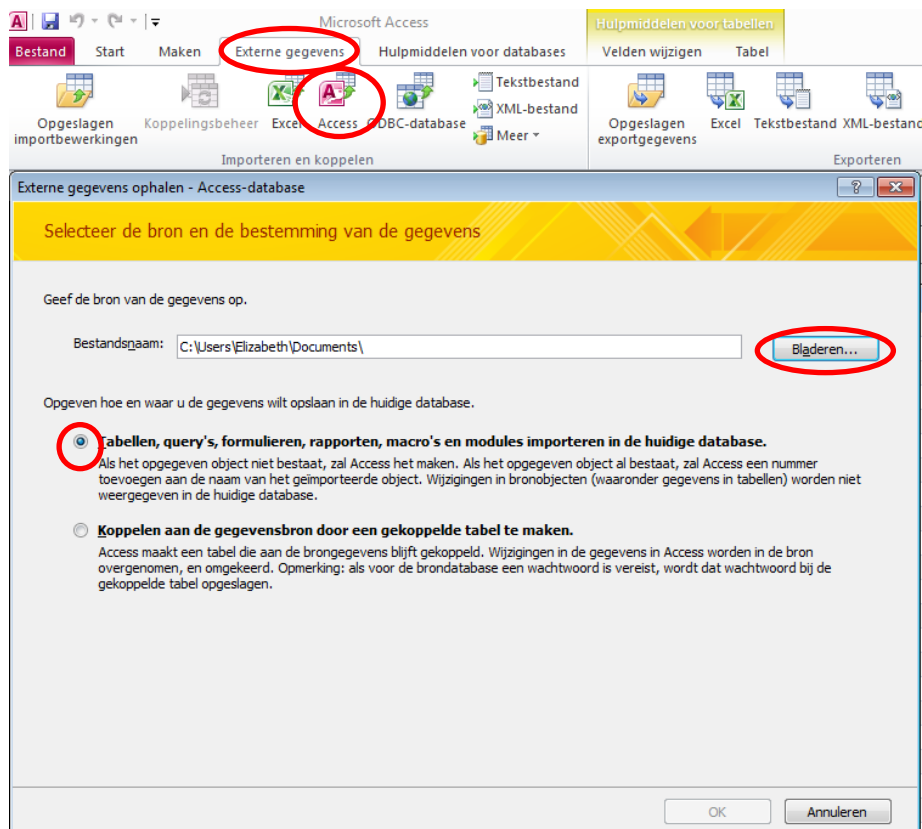 Microsoft Access
Hulpmiddelen voor tabellen
Bestand Start Maken Externe gegevens Hulpmiddelen voor databases Velden wijzigen Tabel
Opgeslagen importbewerkingen
Koppelingsbeheer
Excel
Access
ODBC-database
Tekstbestand
XML-bestand
Meer
Importeren en koppelen
Opgeslagen exportgegevens
Excel
Tekstbestand
XML-bestand
Exporteren
Externe gegevens ophalen - Access-database
Selecteer de bron en de bestemming van de gegevens
Geef de bron van de gegevens op.
Bestandsnaam: C:\Users\Elizabeth\Documents\ Bladeren...
Opgeven hoe en waar u de gegevens wilt opslaan in de huidige database.
Tabellen, query's, formulieren, rapporten, macro's en modules importeren in de huidige database.
Als het opgegeven object niet bestaat, zal Access het maken. Als het opgegeven object al bestaat, zal Access een nummer
toevoegen aan de naam van het geïmporteerde object. Wijzigingen in bronobjecten (waaronder gegevens in tabellen) worden niet
weergegeven in de huidige database.
Koppelen aan de gegevensbron door een gekoppelde tabel te maken.
Access maakt een tabel die aan de brongegevens blijft gekoppeld. Wijzigingen in de gegevens in Access worden in de bron
overgenomen, en omgekeerd. Opmerking: als voor de brondatabase een wachtwoord is vereist, wordt dat wachtwoord bij de
gekoppelde tabel opgeslagen.
OK Annuleren